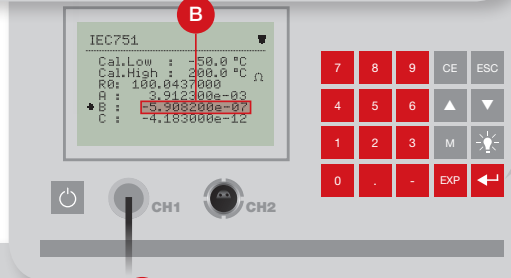 B
IEC751
Cal.Low : -50.0 °C
Cal.High : 200.0 °C Ω
R0: 100.0437000
A : 3.912300e-03
B : -5.908200e-07
C : -4.183000e-12
7 8 9 CE ESC
4 5 6
1 2 3 M
0 . - EXP
CH1 CH2